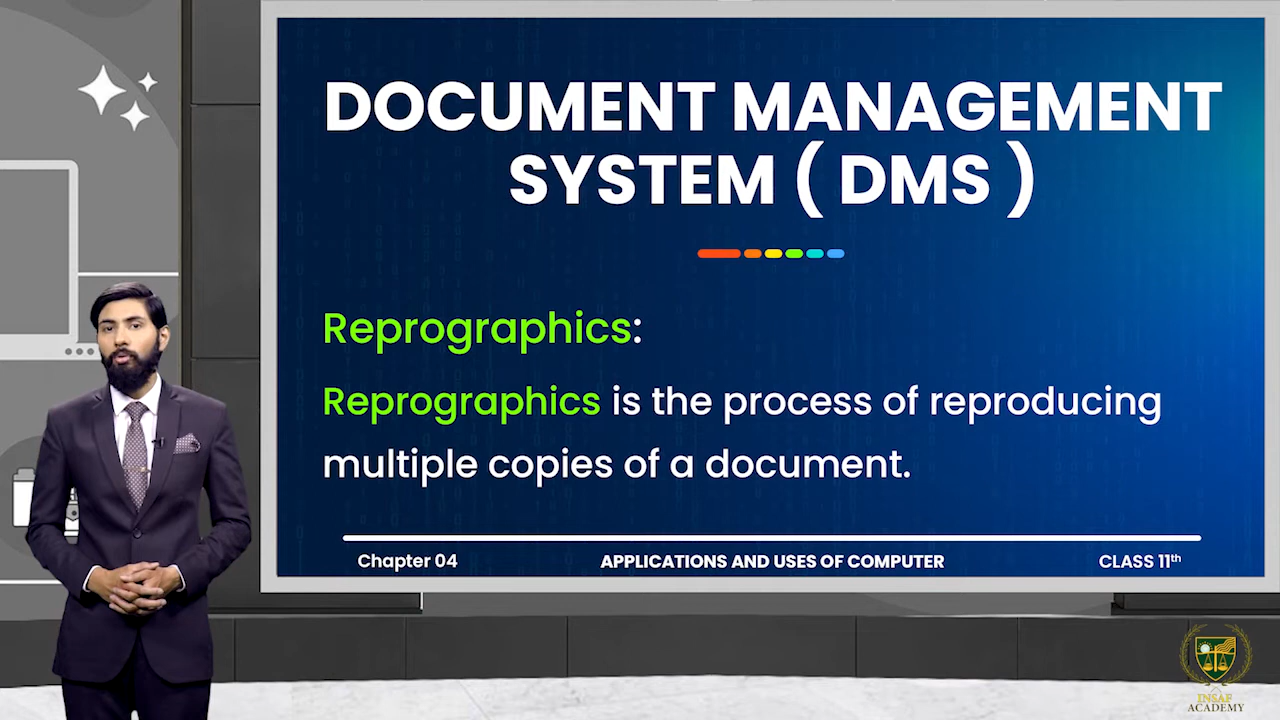 DOCUMENT MANAGEMENT
SYSTEM ( DMS )
Reprographics:
Reprographics is the process of reproducing
multiple copies of a document.
Chapter 04
APPLICATIONS AND USES OF COMPUTER
CLASS 11th
INSAF
ACADEMY